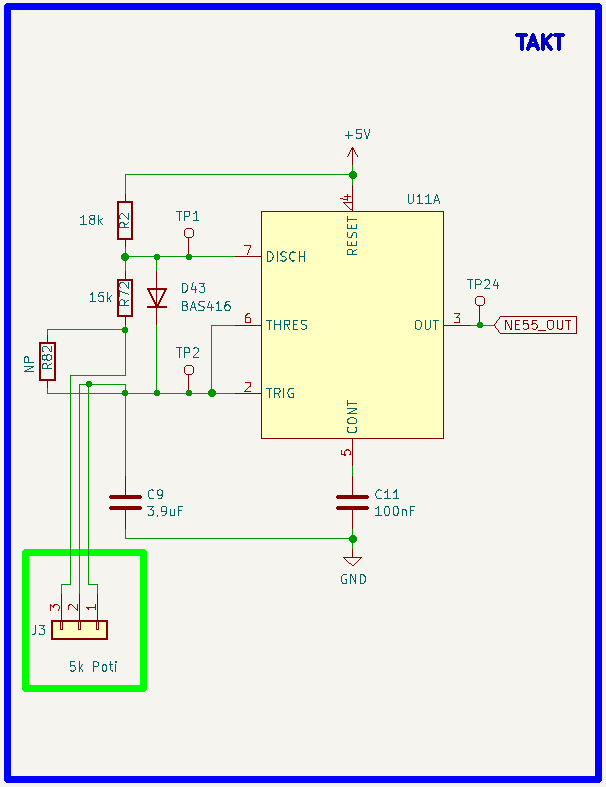 TAKT
+5V
U11A
4
RESET
18k
R2
TP1
7
DISCH
15k
R72
D43
BAS416
TP24
6
THRES
OUT
3
NE55_OUT
NP
R82
TP2
2
TRIG
CONT
5
C9
3.9uF
C11
100nF
GND
3
2
1
J3
5k Poti